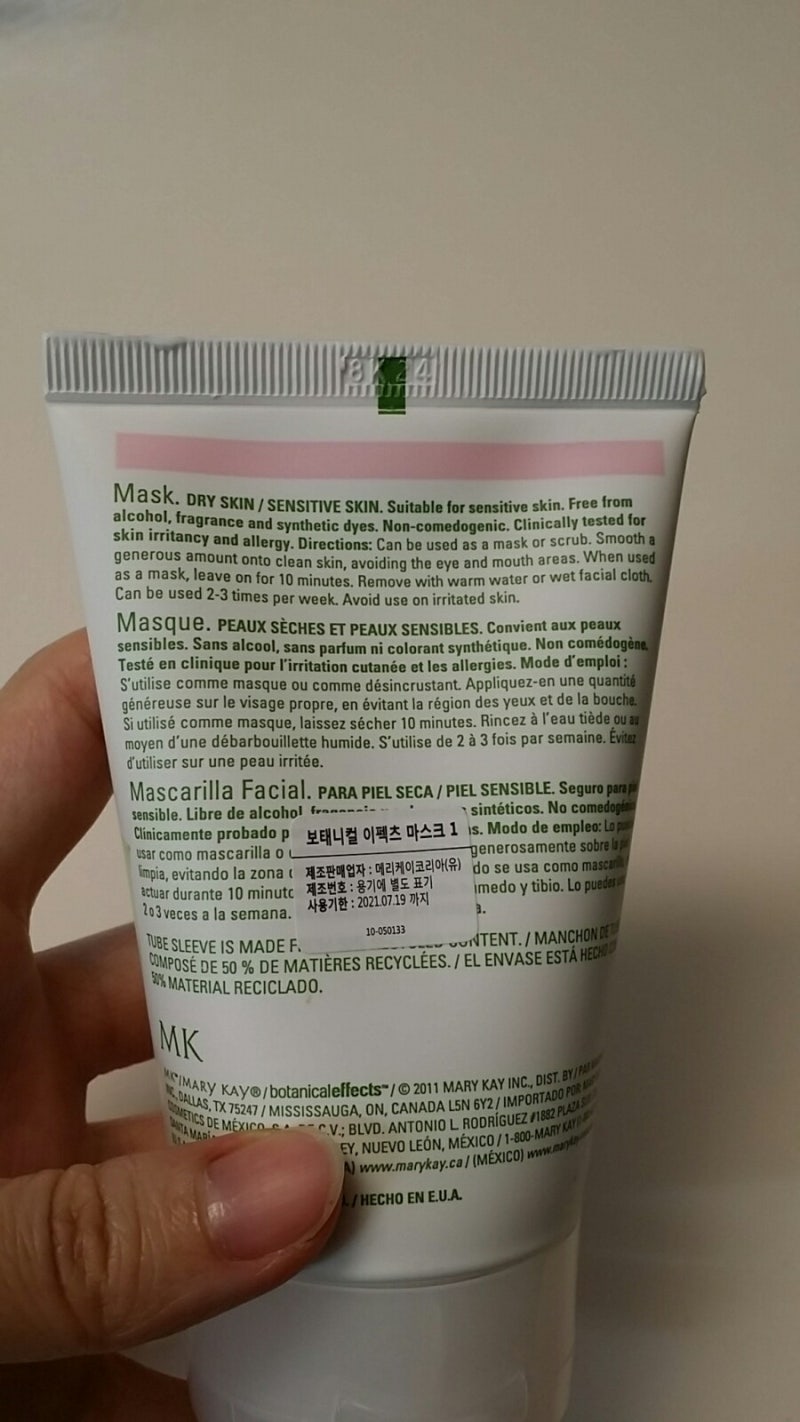 8X24
Mask. DRY SKIN / SENSITIVE SKIN. Suitable for sensitive skin. Free from
alcohol, fragrance and synthetic dyes. Non-comedogenic. Clinically tested for
skin irritancy and allergy. Directions: Can be used as a mask or scrub. Smooth a
generous amount onto clean skin, avoiding the eye and mouth areas. When used
as a mask, leave on for 10 minutes. Remove with warm water or wet facial cloth.
Can be used 2-3 times per week. Avoid use on irritated skin.
Masque. PEAUX SÈCHES ET PEAUX SENSIBLES. Convient aux peaux
sensibles. Sans alcool, sans parfum ni colorant synthétique. Non comédogène.
Testé en clinique pour l'irritation cutanée et les allergies. Mode d'emploi :
S'utilise comme masque ou comme désincrustant. Appliquez-en une quantité
généreuse sur le visage propre, en évitant la région des yeux et de la bouche.
Si utilisé comme masque, laissez sécher 10 minutes. Rincez à l'eau tiède ou au
moyen d'une débarbouillette humide. S'utilise de 2 à 3 fois par semaine. Évitez
d'utiliser sur une peau irritée.
Mascarilla Facial. PARA PIEL SECA / PIEL SENSIBLE. Seguro para
sensible. Libre de alcohol sintéticos. No comedogénico
Clínicamente probado Modo de empleo:
usar como mascarilla o generosamente sobre la
limpia, evitando la zona do se usa como mascarilla
actuar durante 10 y tibio. Lo puedes
2 o 3 veces a la semana.
보태니컬 이펙츠 마스크 1
제조판매업자 : 메리케이코리아(유)
제조번호 : 용기에 별도 표기
사용기한 : 2021.07.19 까지
10-050133
TUBE SLEEVE IS MADE CONTENT. / MANCHON DE
COMPOSÉ DE 50 % DE MATIÈRES RECYCLÉES. / EL ENVASE ESTÁ HECHO
50% MATERIAL RECICLADO.
MK
MK™/MARY KAY® / botanicaleffects™ / © 2011 MARY KAY INC., DIST. BY /
INC., DALLAS, TX 75247 / MISSISSAUGA, ON, CANADA L5N 6Y2 / IMPORTADO POR
COSMETICS DE MÉXICO, C.V.; BLVD. ANTONIO L. RODRÍGUEZ #1882 PLAZA
SANTA MARÍA EY, NUEVO LEÓN, MÉXICO / 1-800-MARY KAY
www.marykay.ca / (MÉXICO)
/ HECHO EN E.U.A.